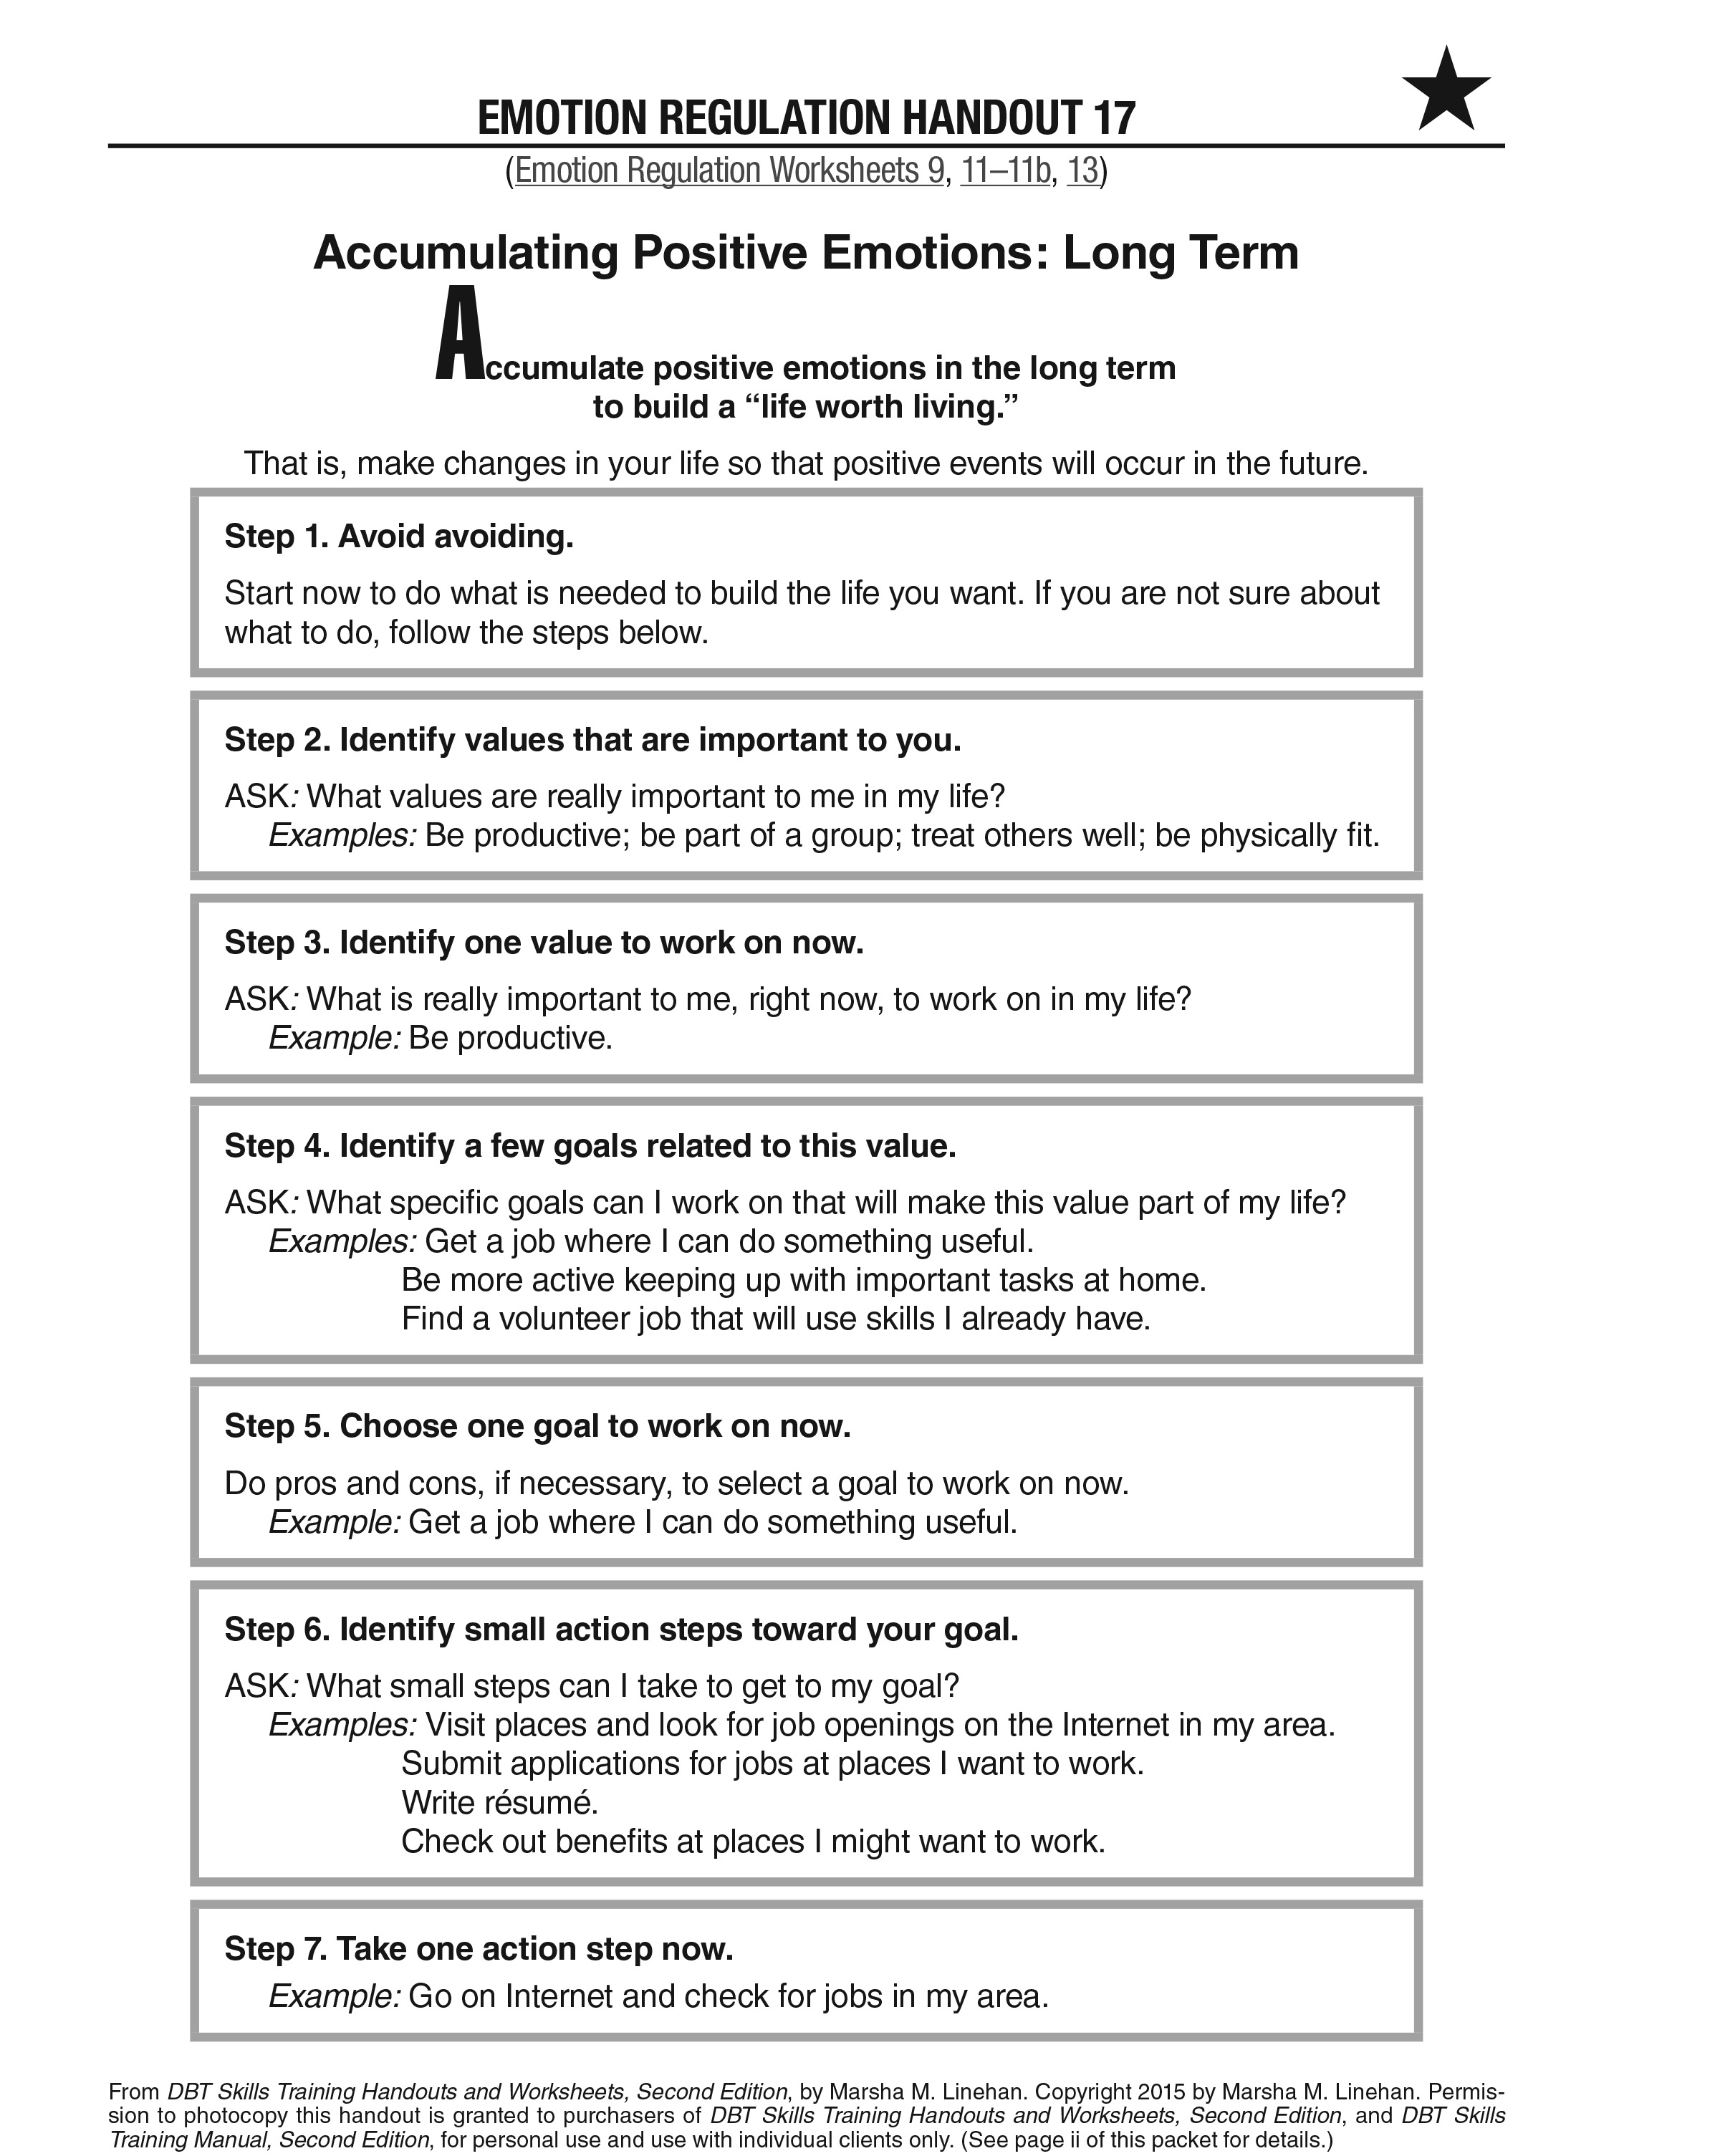 EMOTION REGULATION HANDOUT 17
(Emotion Regulation Worksheets 9, 11–11b, 13)
Accumulating Positive Emotions: Long Term
Accumulate positive emotions in the long term
to build a “life worth living.”
That is, make changes in your life so that positive events will occur in the future.
Step 1. Avoid avoiding.
Start now to do what is needed to build the life you want. If you are not sure about
what to do, follow the steps below.
Step 2. Identify values that are important to you.
ASK: What values are really important to me in my life?
Examples: Be productive; be part of a group; treat others well; be physically fit.
Step 3. Identify one value to work on now.
ASK: What is really important to me, right now, to work on in my life?
Example: Be productive.
Step 4. Identify a few goals related to this value.
ASK: What specific goals can I work on that will make this value part of my life?
Examples: Get a job where I can do something useful.
Be more active keeping up with important tasks at home.
Find a volunteer job that will use skills I already have.
Step 5. Choose one goal to work on now.
Do pros and cons, if necessary, to select a goal to work on now.
Example: Get a job where I can do something useful.
Step 6. Identify small action steps toward your goal.
ASK: What small steps can I take to get to my goal?
Examples: Visit places and look for job openings on the Internet in my area.
Submit applications for jobs at places I want to work.
Write résumé.
Check out benefits at places I might want to work.
Step 7. Take one action step now.
Example: Go on Internet and check for jobs in my area.
From DBT Skills Training Handouts and Worksheets, Second Edition, by Marsha M. Linehan. Copyright 2015 by Marsha M. Linehan. Permis-
sion to photocopy this handout is granted to purchasers of DBT Skills Training Handouts and Worksheets, Second Edition, and DBT Skills
Training Manual, Second Edition, for personal use and use with individual clients only. (See page ii of this packet for details.)